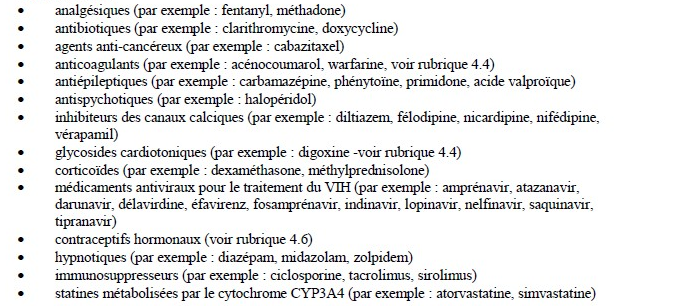 • analgésiques (par exemple : fentanyl, méthadone)
• antibiotiques (par exemple : clarithromycine, doxycycline)
• agents anti-cancéreux (par exemple : cabazitaxel)
• anticoagulants (par exemple : acénocoumarol, warfarine, voir rubrique 4.4)
• antiépileptiques (par exemple : carbamazépine, phénytoïne, primidone, acide valproïque)
• antispychotiques (par exemple : halopéridol)
• inhibiteurs des canaux calciques (par exemple : diltiazem, félodipine, nicardipine, nifédipine,
vérapamil)
• glycosides cardiotoniques (par exemple : digoxine -voir rubrique 4.4)
• corticoïdes (par exemple : dexaméthasone, méthylprednisolone)
• médicaments antiviraux pour le traitement du VIH (par exemple : amprénavir, atazanavir,
darunavir, délavirdine, éfavirenz, fosamprénavir, indinavir, lopinavir, nelfinavir, saquinavir,
tipranavir)
• contraceptifs hormonaux (voir rubrique 4.6)
• hypnotiques (par exemple : diazépam, midazolam, zolpidem)
• immunosuppresseurs (par exemple : ciclosporine, tacrolimus, sirolimus)
• statines métabolisées par le cytochrome CYP3A4 (par exemple : atorvastatine, simvastatine)